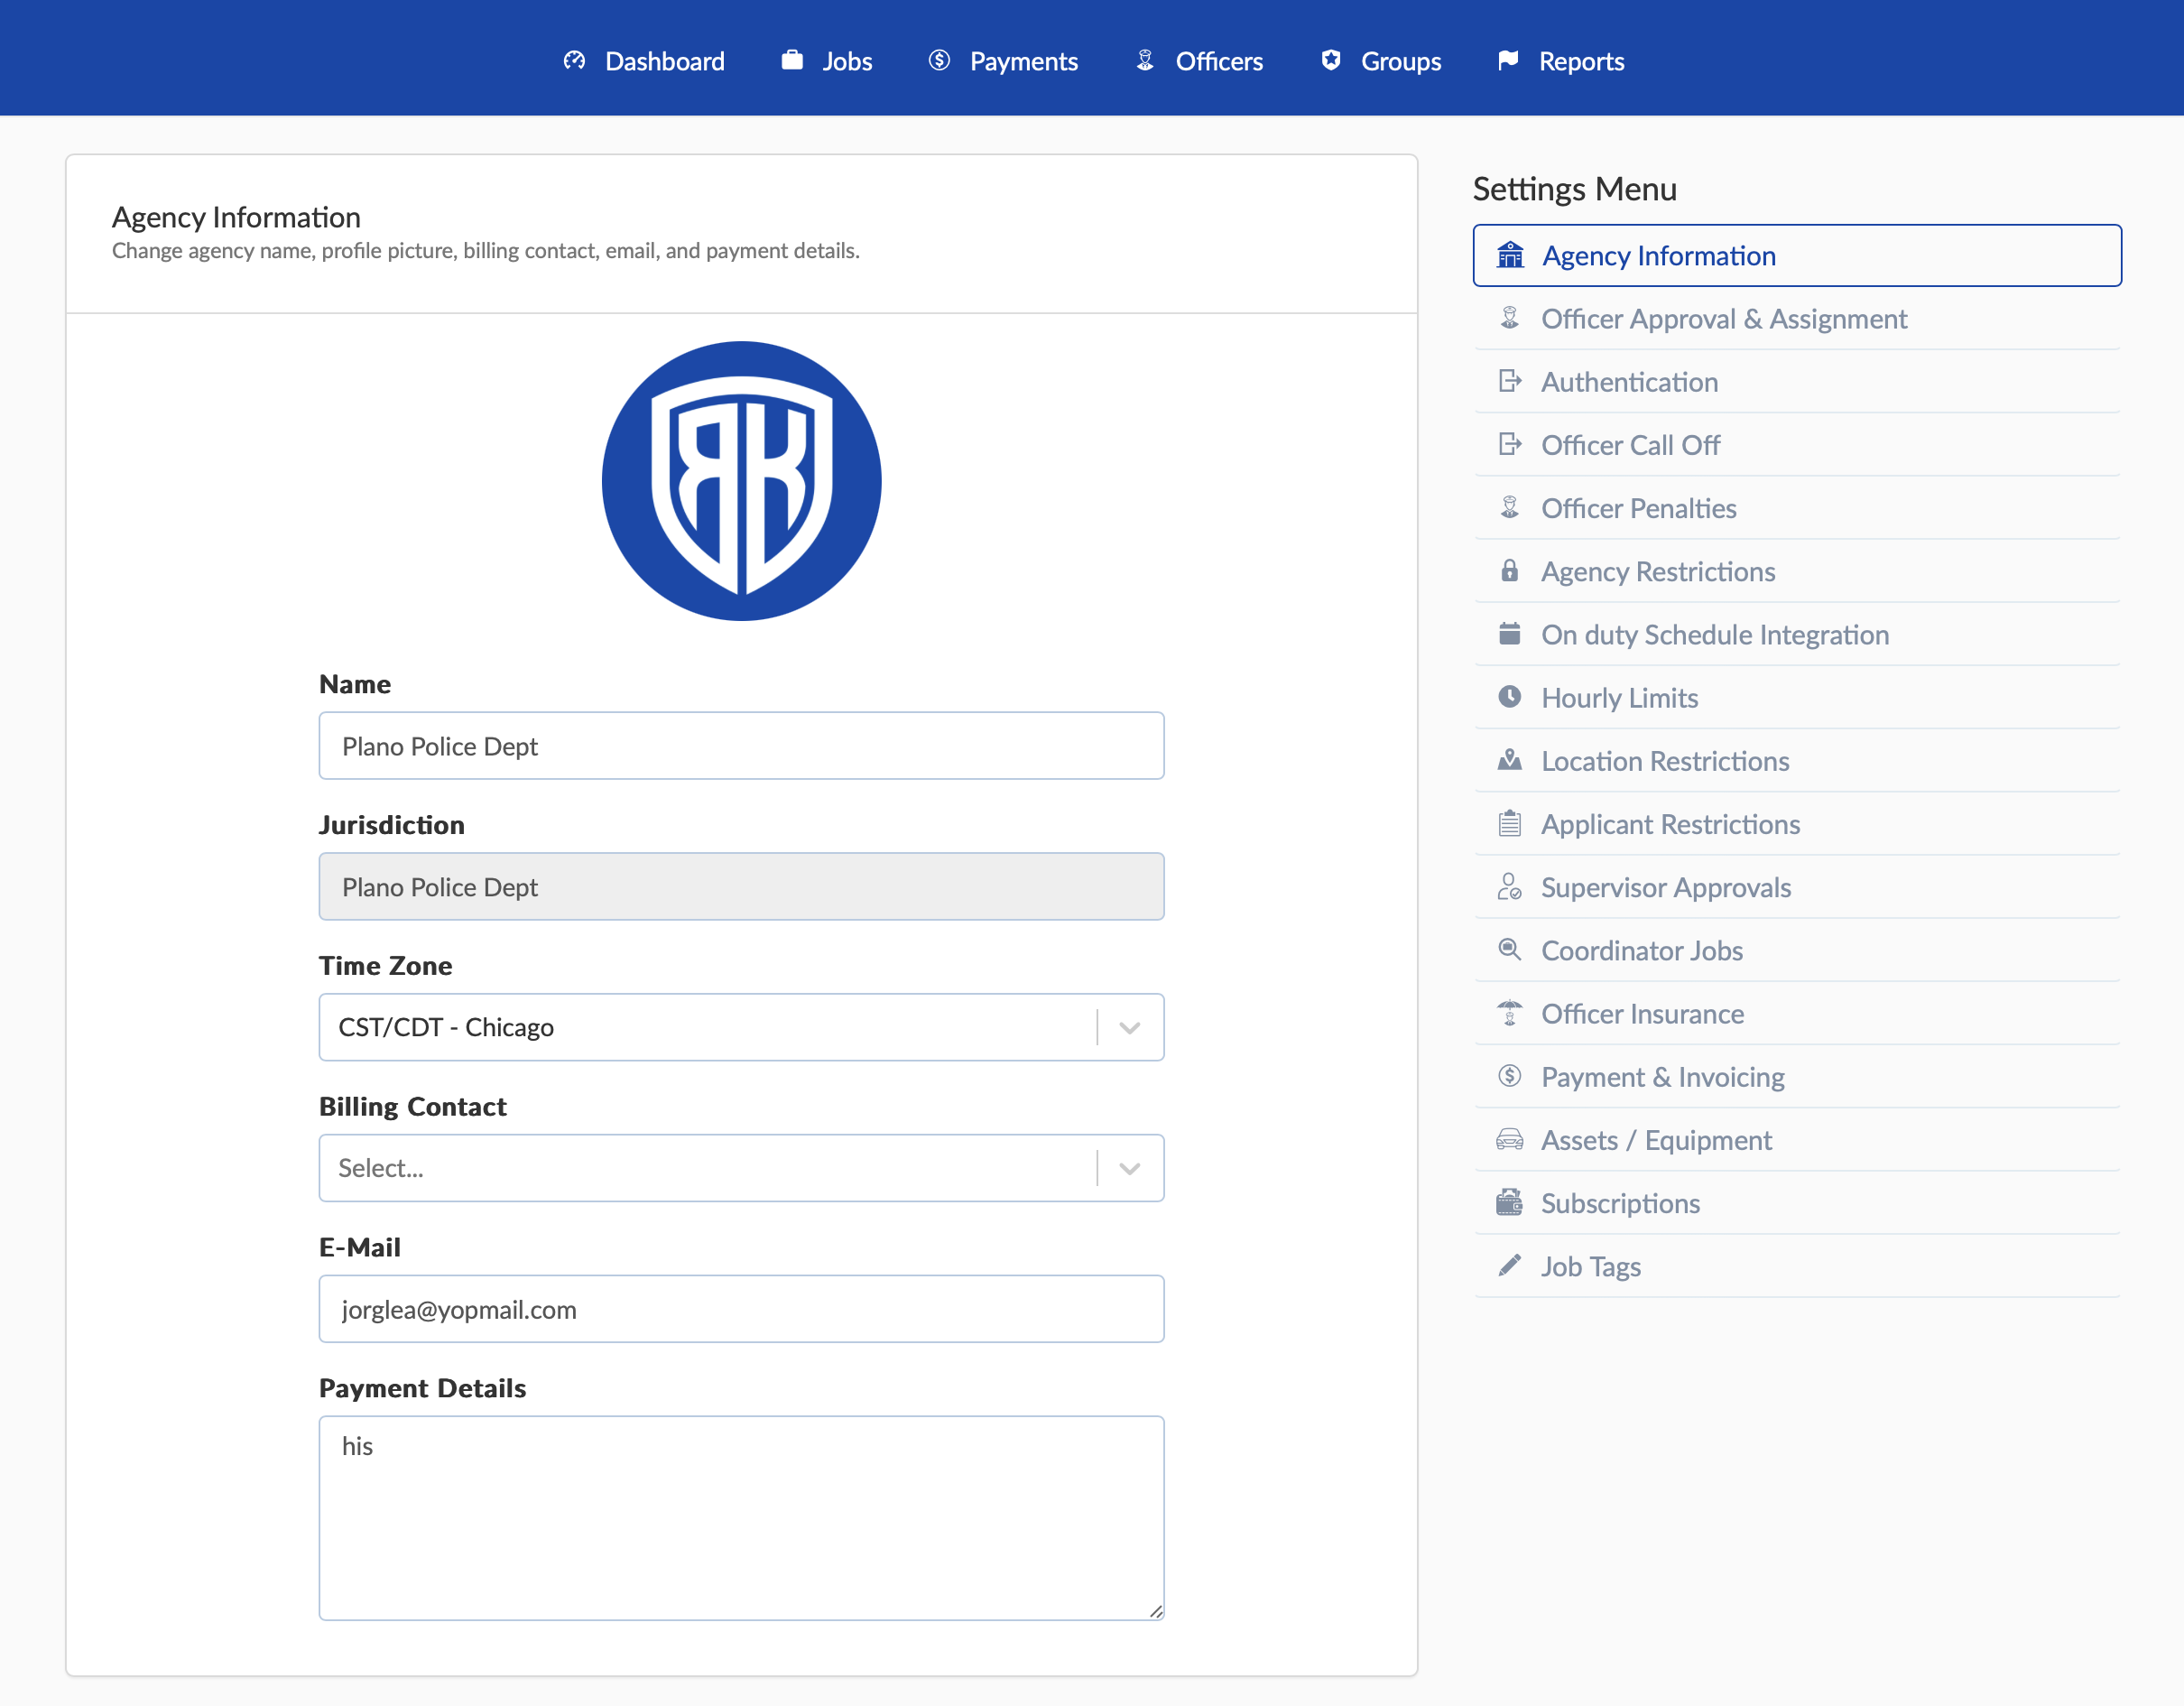 Dashboard
Jobs
Payments
Officers
Groups
Reports
Agency Information
Change agency name, profile picture, billing contact, email, and payment details.
Name
Plano Police Dept
Jurisdiction
Plano Police Dept
Time Zone
CST/CDT - Chicago
Billing Contact
Select...
E-Mail
jorglea@yopmail.com
Payment Details
his
Settings Menu
Agency Information
Officer Approval & Assignment
Authentication
Officer Call Off
Officer Penalties
Agency Restrictions
On duty Schedule Integration
Hourly Limits
Location Restrictions
Applicant Restrictions
Supervisor Approvals
Coordinator Jobs
Officer Insurance
Payment & Invoicing
Assets / Equipment
Subscriptions
Job Tags